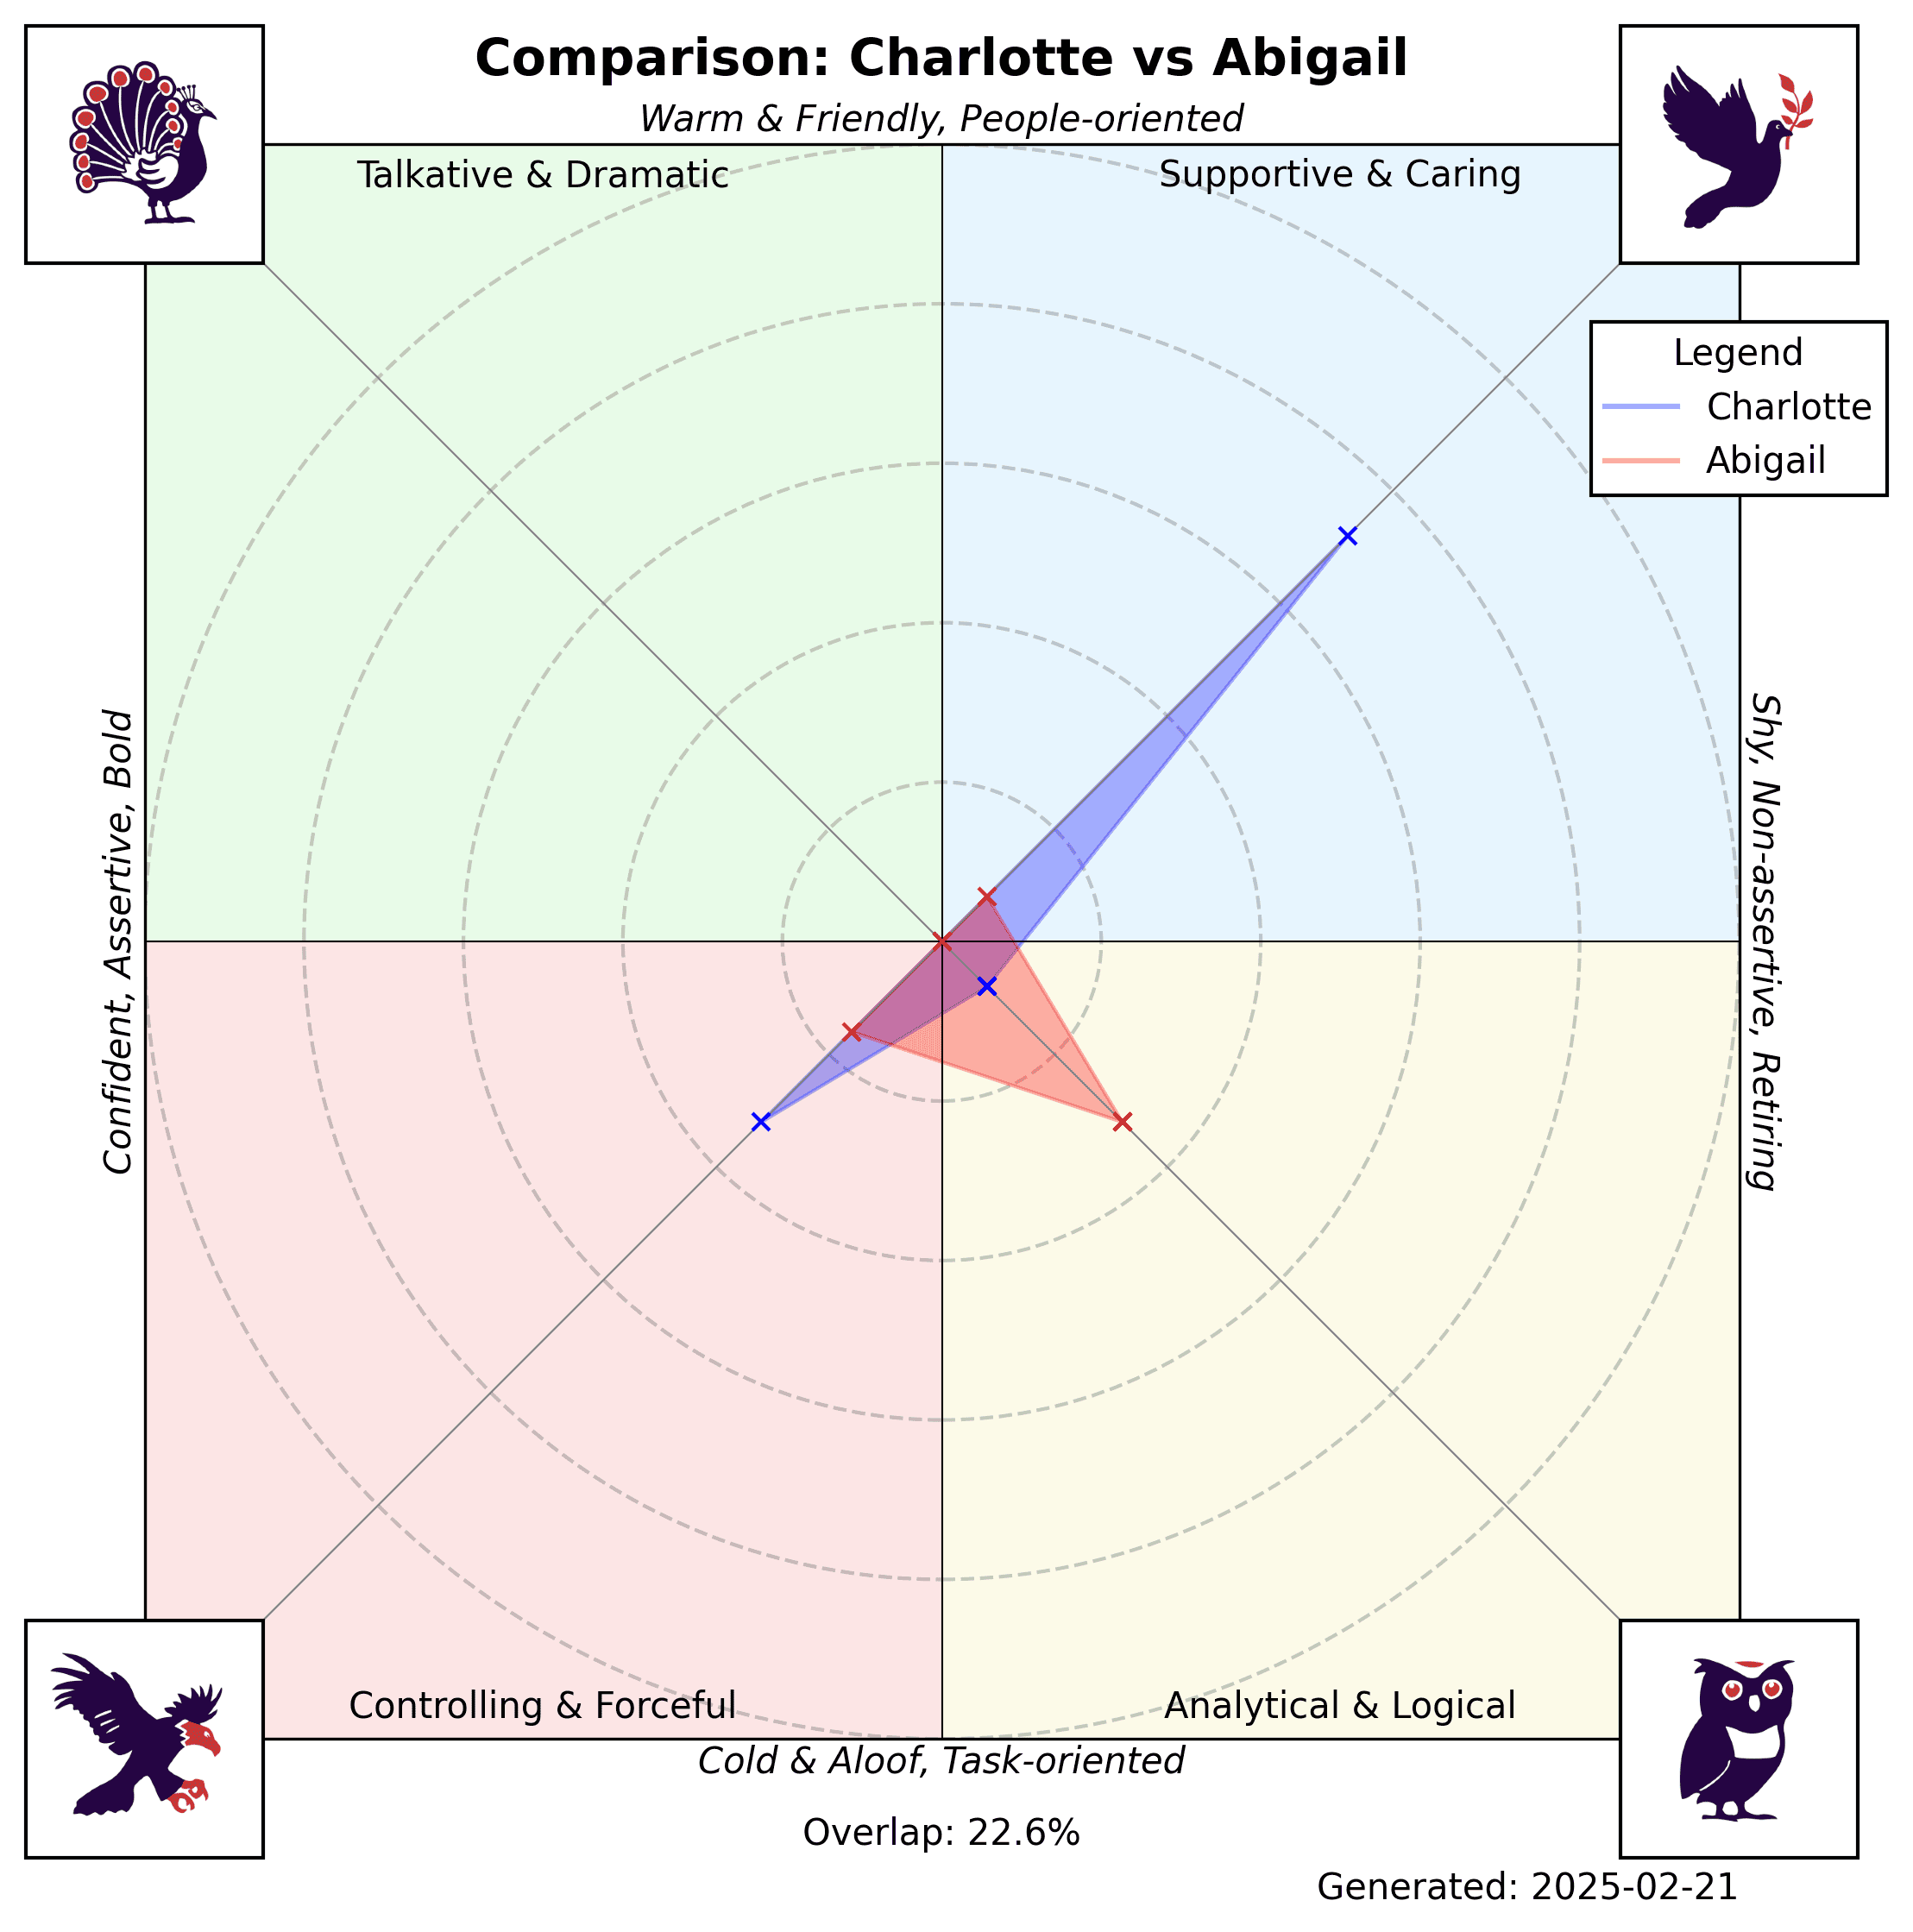 Comparison: Charlotte vs Abigail
Warm & Friendly, People-oriented
Talkative & Dramatic
Supportive & Caring
Legend
Charlotte
Abigail
Confident, Assertive, Bold
Shy, Non-assertive, Retiring
Controlling & Forceful
Analytical & Logical
Cold & Aloof, Task-oriented
Overlap: 22.6%
Generated: 2025-02-21